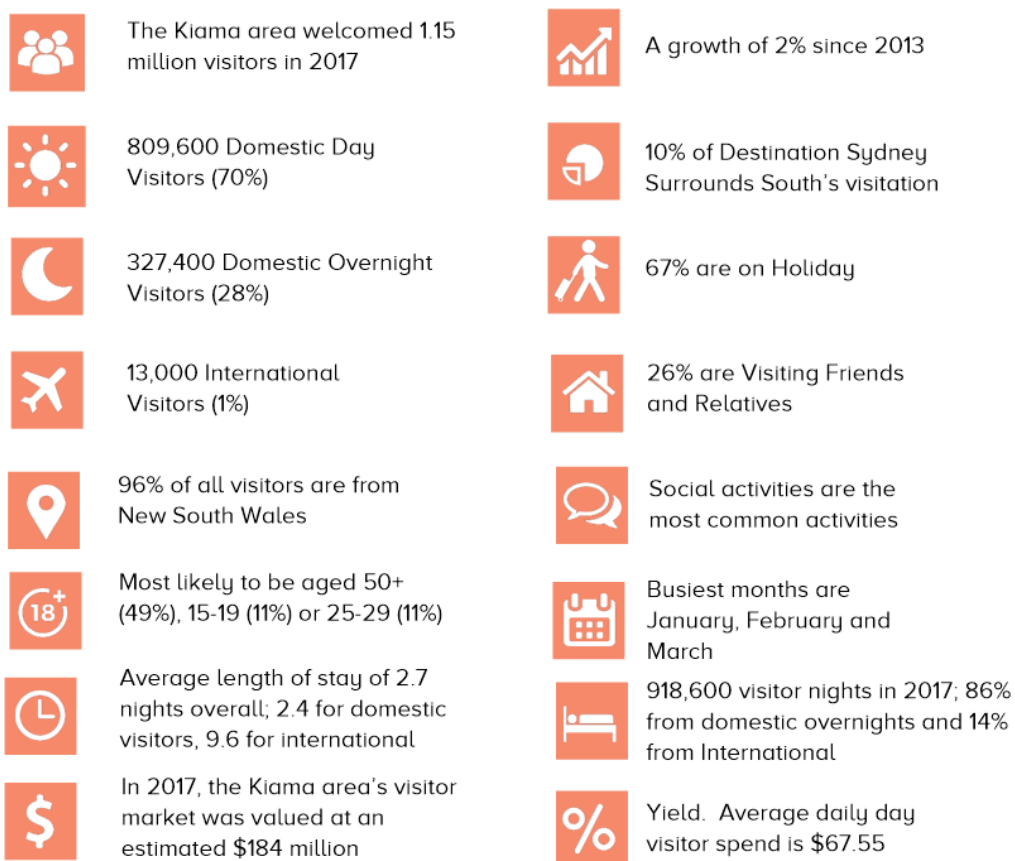 The Kiama area welcomed 1.15
million visitors in 2017
809,600 Domestic Day
Visitors (70%)
327,400 Domestic Overnight
Visitors (28%)
13,000 International
Visitors (1%)
96% of all visitors are from
New South Wales
18+
Most likely to be aged 50+
(49%), 15-19 (11%) or 25-29 (11%)
Average length of stay of 2.7
nights overall; 2.4 for domestic
visitors, 9.6 for international
$
In 2017, the Kiama area's visitor
market was valued at an
estimated $184 million
A growth of 2% since 2013
10% of Destination Sydney
Surrounds South's visitation
67% are on Holiday
26% are Visiting Friends
and Relatives
Social activities are the
most common activities
Busiest months are
January, February and
March
918,600 visitor nights in 2017; 86%
from domestic overnights and 14%
from International
%
Yield. Average daily day
visitor spend is $67.55